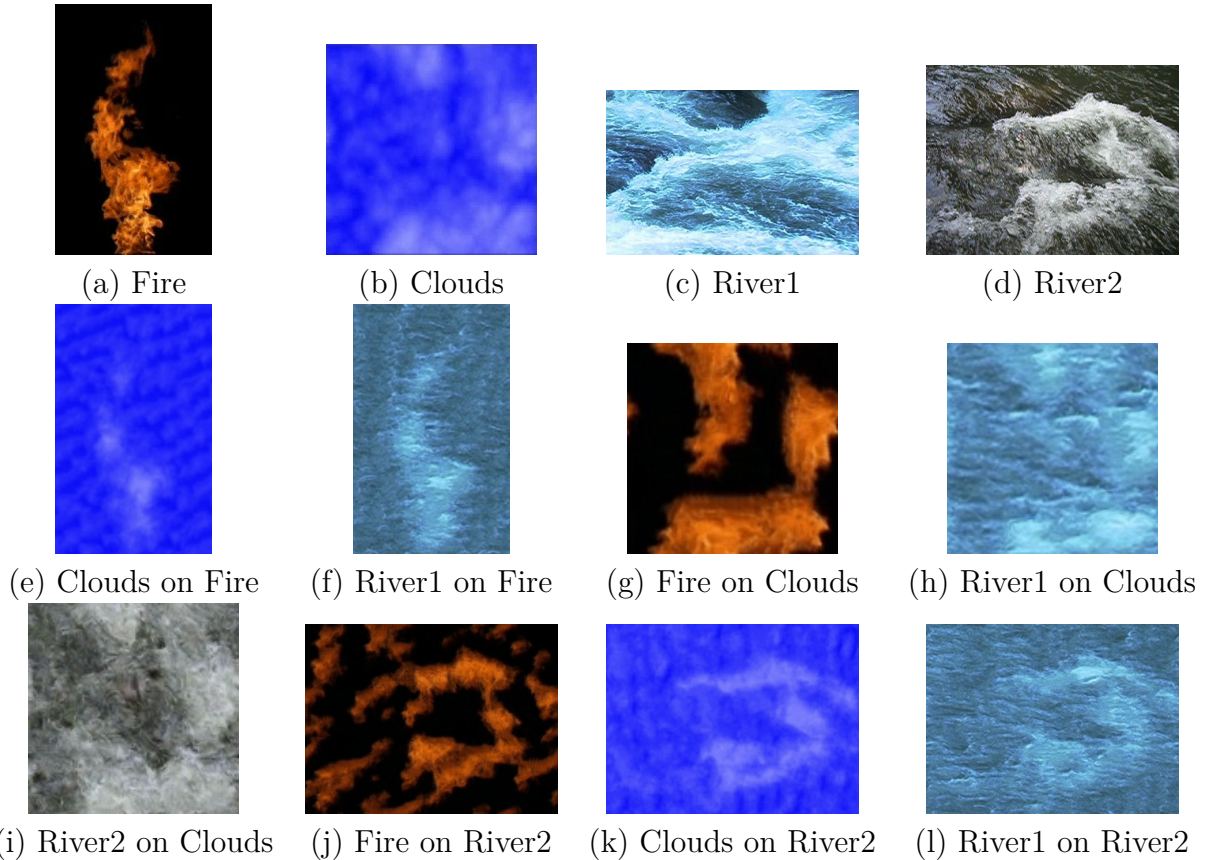 (a) Fire
(b) Clouds
(c) River1
(d) River2
(e) Clouds on Fire
(f) River1 on Fire
(g) Fire on Clouds
(h) River1 on Clouds
(i) River2 on Clouds
(j) Fire on River2
(k) Clouds on River2
(l) River1 on River2